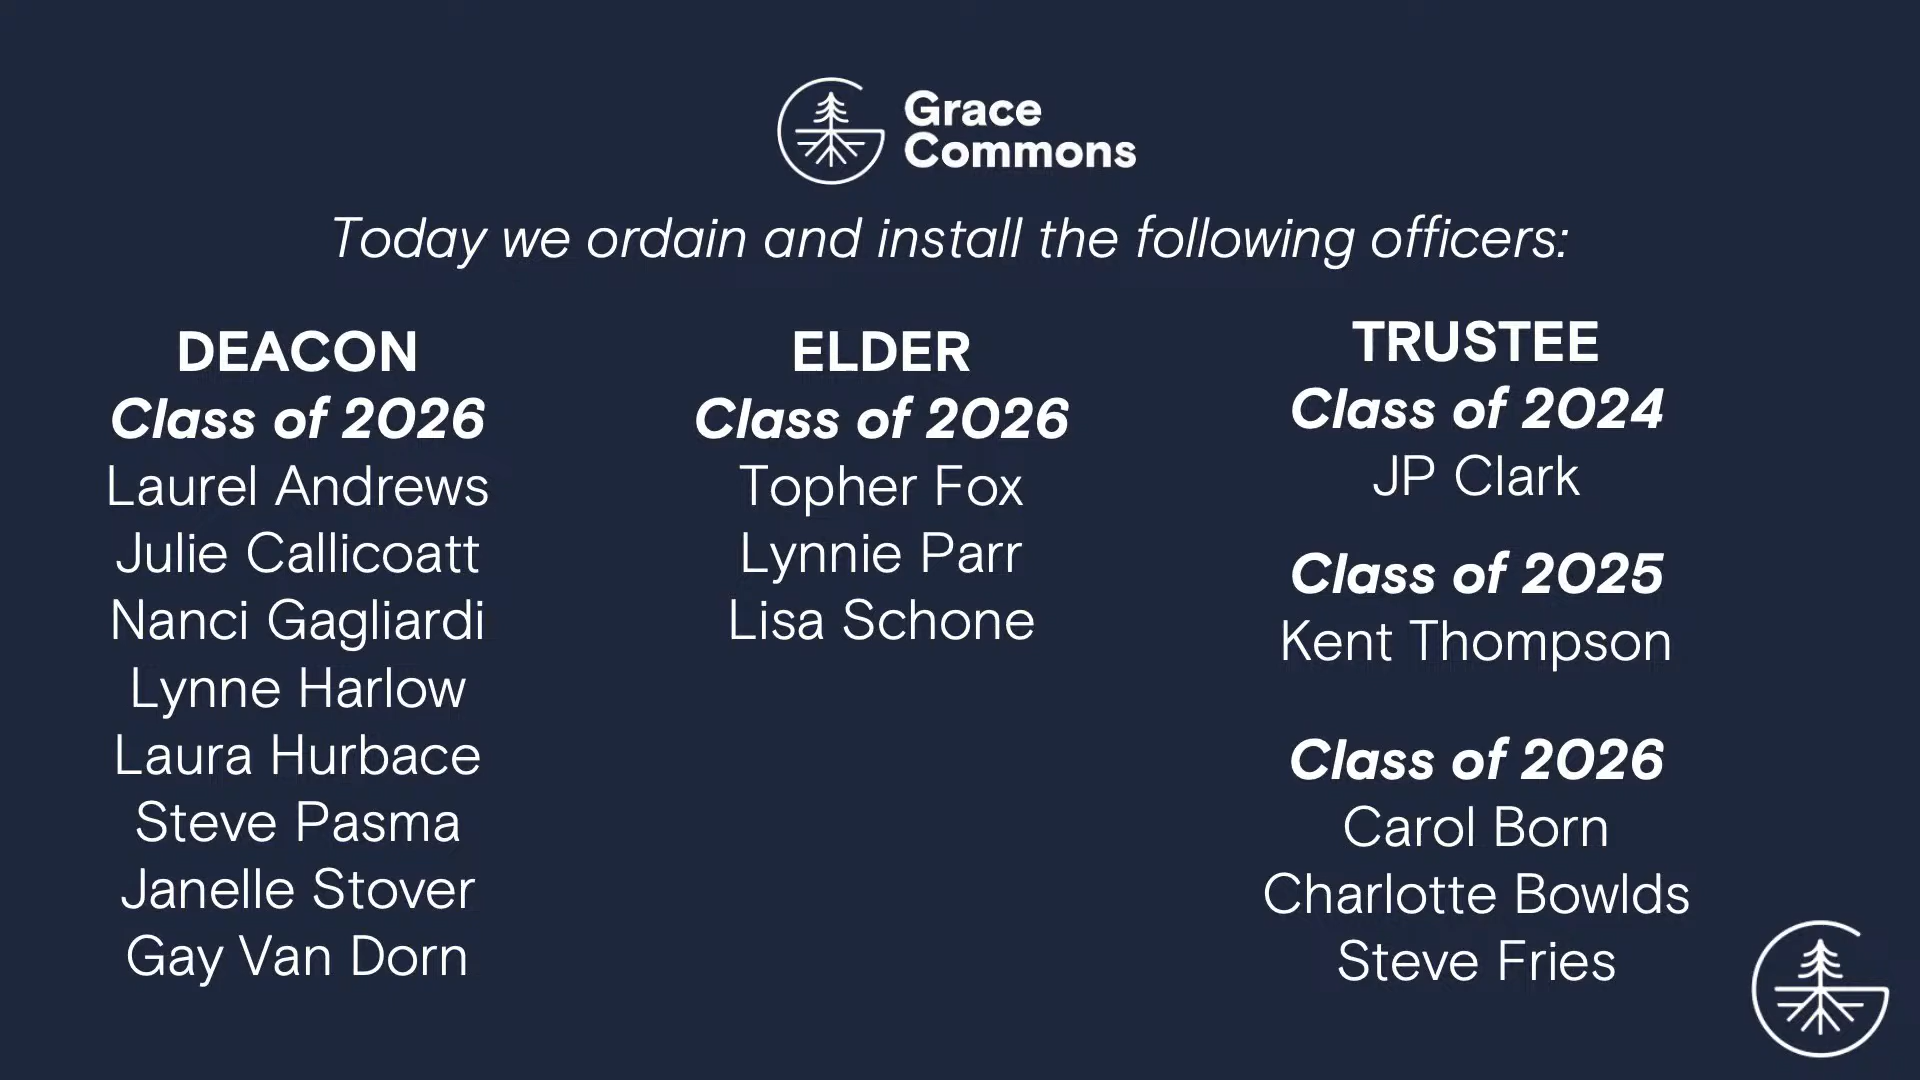 Grace
Commons
Today we ordain and install the following officers:
DEACON
Class of 2026
Laurel Andrews
Julie Callicoatt
Nanci Gagliardi
Lynne Harlow
Laura Hurbace
Steve Pasma
Janelle Stover
Gay Van Dorn
ELDER
Class of 2026
Topher Fox
Lynnie Parr
Lisa Schone
TRUSTEE
Class of 2024
JP Clark
Class of 2025
Kent Thompson
Class of 2026
Carol Born
Charlotte Bowlds
Steve Fries